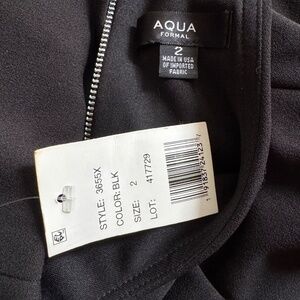 AQUA
FORMAL
2
MADE IN USA
OF IMPORTED
FABRIC
STYLE: 3655X
COLOR: BLK
SIZE: 2
LOT: 417729